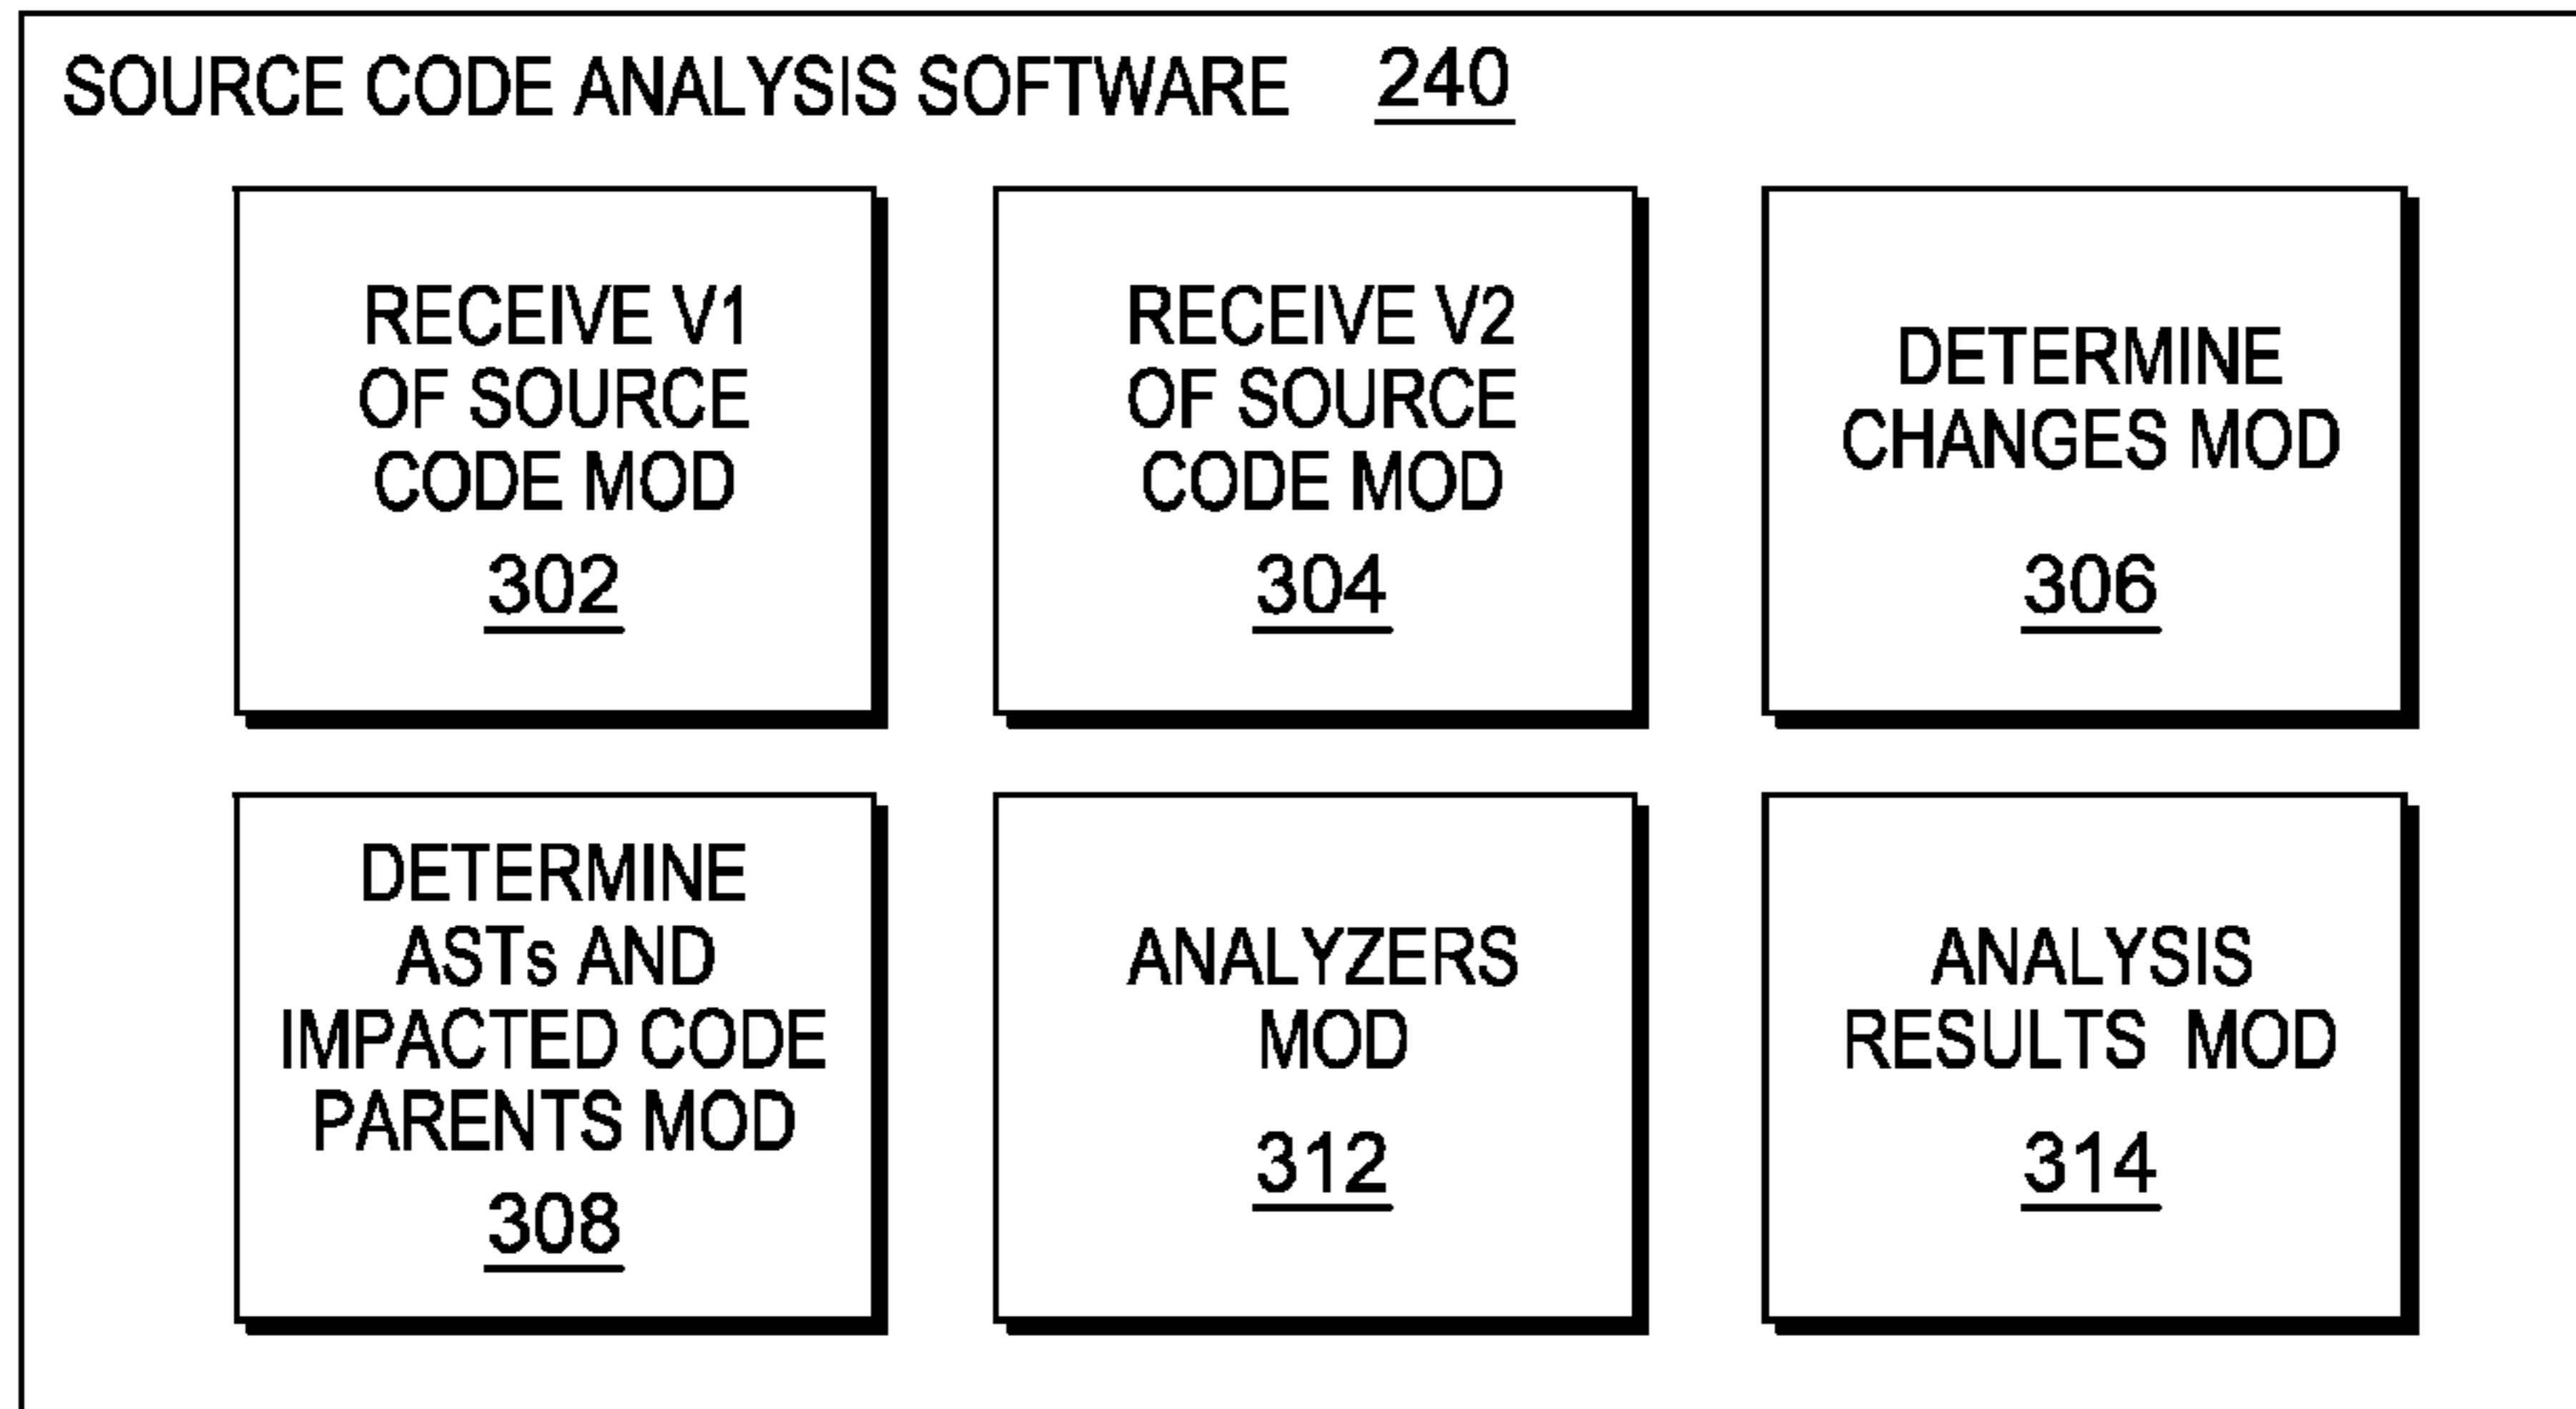 SOURCE CODE ANALYSIS SOFTWARE 240
RECEIVE V1
OF SOURCE
CODE MOD
302
RECEIVE V2
OF SOURCE
CODE MOD
304
DETERMINE
CHANGES MOD
306
DETERMINE
ASTs AND
IMPACTED CODE
PARENTS MOD
308
ANALYZERS
MOD
312
ANALYSIS
RESULTS MOD
314